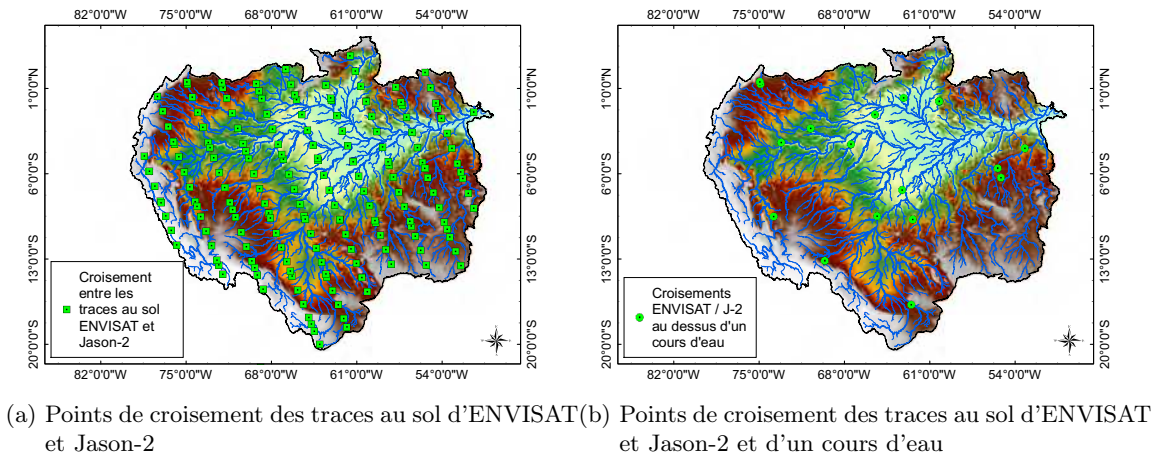 82°0'0"W 75°0'0"W 68°0'0"W 61°0'0"W 54°0'0"W
1°0'0"N
6°0'0"S
13°0'0"S
20°0'0"S
1°0'0"N
6°0'0"S
13°0'0"S
20°0'0"S
Croisement
entre les
traces au sol
ENVISAT et
Jason-2
82°0'0"W 75°0'0"W 68°0'0"W 61°0'0"W 54°0'0"W
82°0'0"W 75°0'0"W 68°0'0"W 61°0'0"W 54°0'0"W
1°0'0"N
6°0'0"S
13°0'0"S
20°0'0"S
1°0'0"N
6°0'0"S
13°0'0"S
20°0'0"S
Croisements
ENVISAT / J-2
au dessus d'un
cours d'eau
82°0'0"W 75°0'0"W 68°0'0"W 61°0'0"W 54°0'0"W
(a) Points de croisement des traces au sol d'ENVISAT
et Jason-2
(b) Points de croisement des traces au sol d'ENVISAT
et Jason-2 et d'un cours d'eau